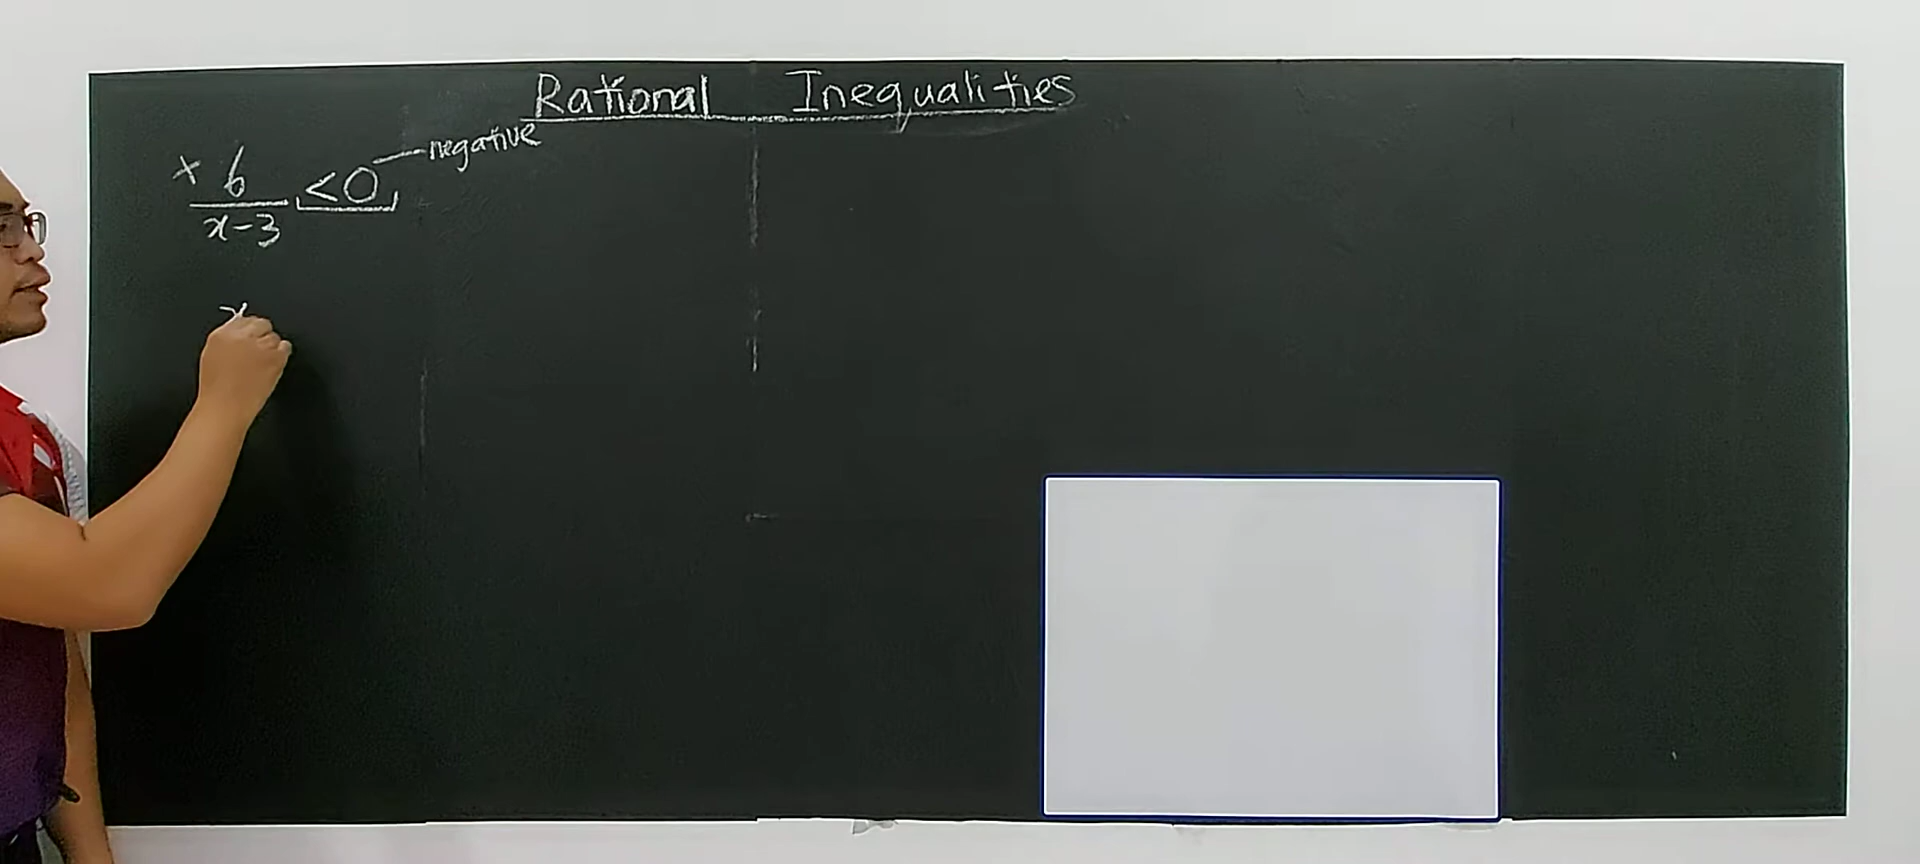 Rational Inequalities
negative
+ 6
< 0
x-3
x